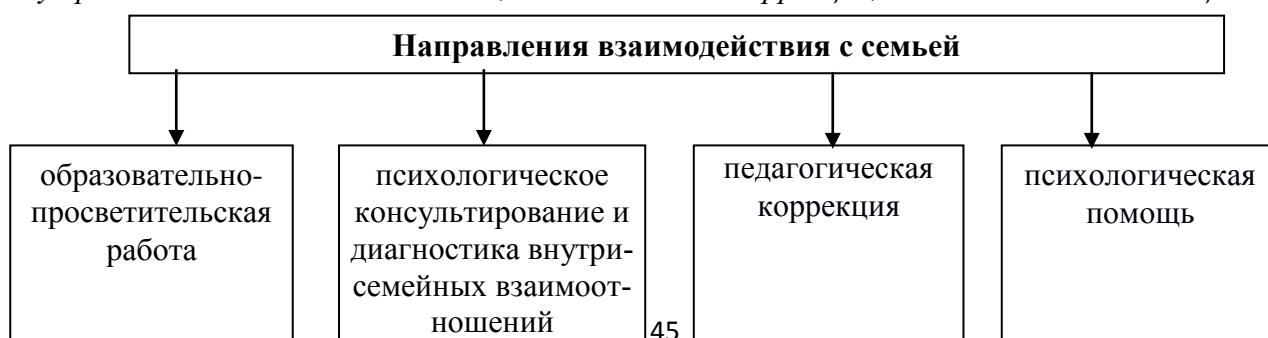 Направления взаимодействия с семьей
образовательно-
просветительская
работа
психологическое
консультирование и
диагностика внутри-
семейных взаимоот-
ношений
педагогическая
коррекция
психологическая
помощь
45